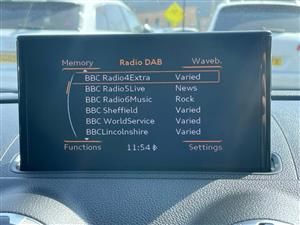 Memory Radio DAB Waveb.
BBC Radio4Extra Varied
BBC Radio5Live News
BBC Radio6Music Rock
BBC Sheffield Varied
BBC WorldService Varied
BBCLincolnshire Varied
Functions 11:54 Settings